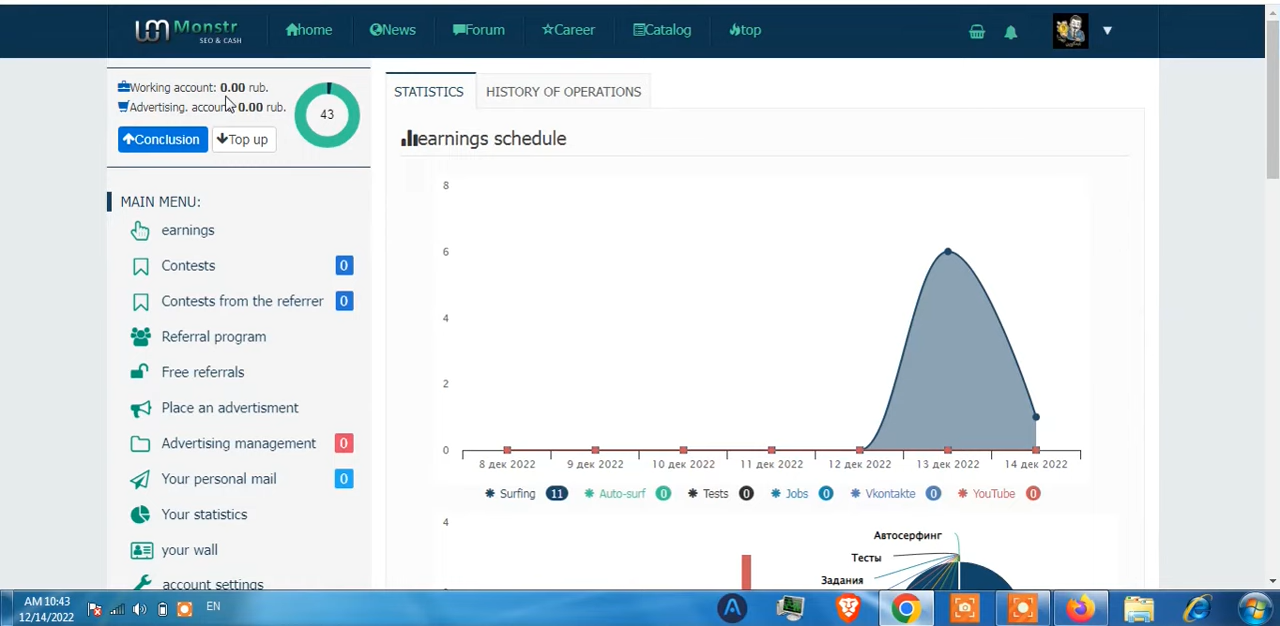 Monstr
SEO & CASH
home
News
Forum
Career
Catalog
top
Working account: 0.00 rub.
Advertising. account: 0.00 rub.
43
Conclusion
Top up
MAIN MENU:
earnings
Contests 0
Contests from the referrer 0
Referral program
Free referrals
Place an advertisment
Advertising management 0
Your personal mail 0
Your statistics
your wall
account settings
STATISTICS
HISTORY OF OPERATIONS
earnings schedule
8
6
4
2
0
8 дек 2022
9 дек 2022
10 дек 2022
11 дек 2022
12 дек 2022
13 дек 2022
14 дек 2022
Surfing 11
Auto-surf 0
Tests 0
Jobs 0
Vkontakte 0
YouTube 0
4
Автосерфинг
Тесты
Задания
AM 10:43
12/14/2022
EN